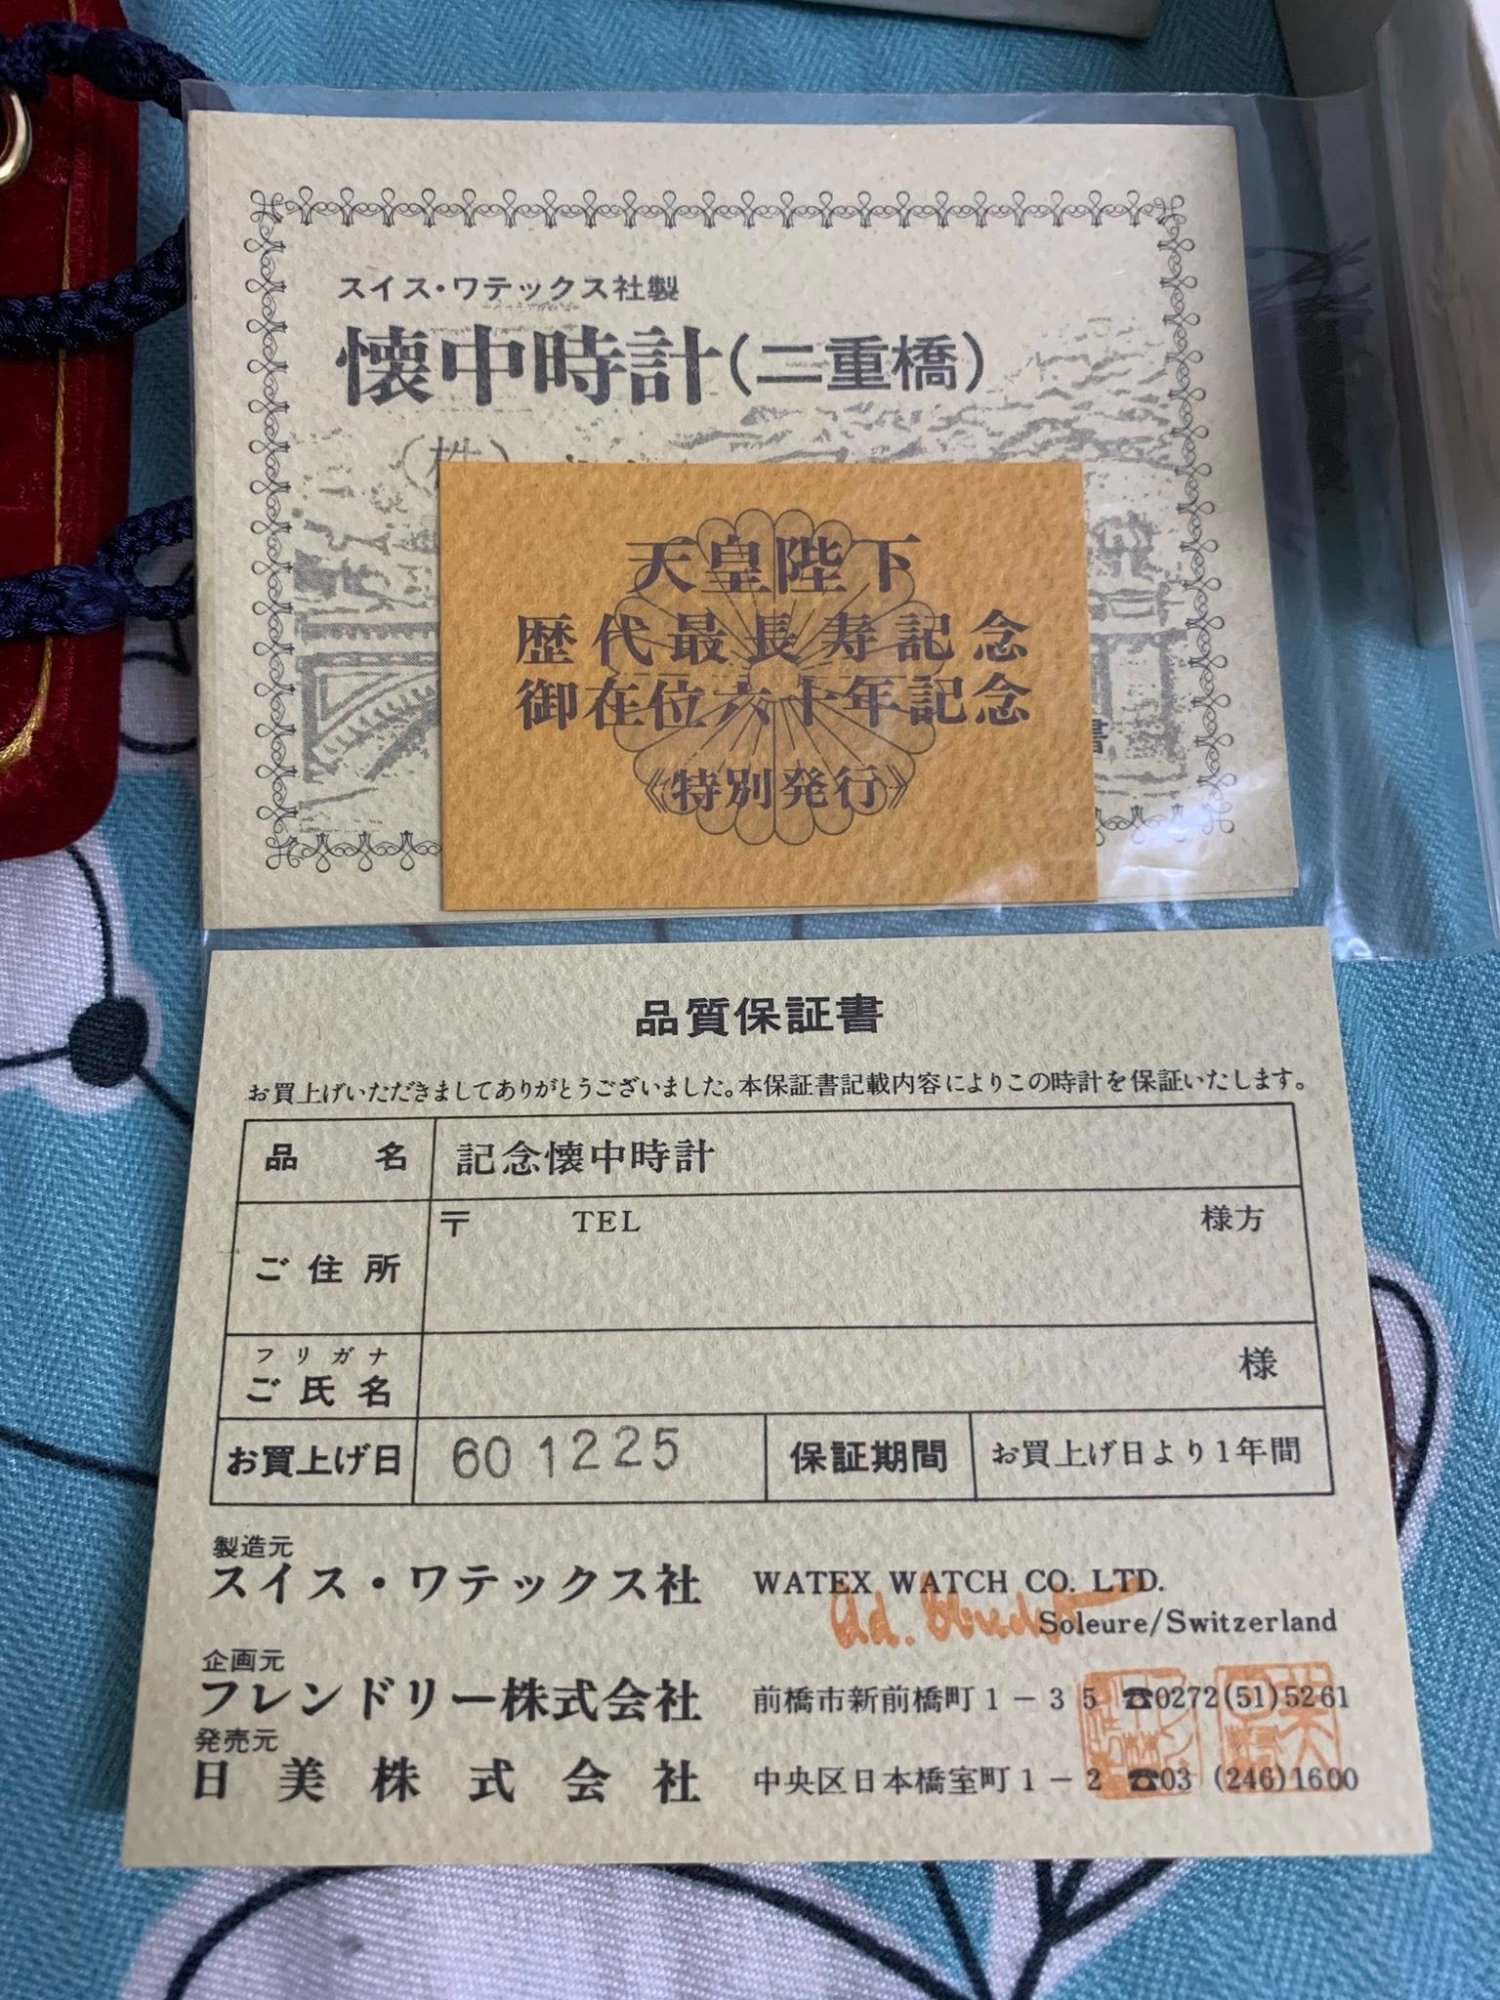 スイス・ワテックス社製
懐中時計(二重橋)
(株)
天皇陛下
歴代最長寿記念
御在位六十年記念
《特別発行》
書
品質保証書
お買上げいただきましてありがとうございました。本保証書記載内容によりこの時計を保証いたします。
品名 記念懐中時計
〒 TEL 様方
ご住所
フリガナ
ご氏名 様
お買上げ日 60 1225 保証期間 お買上げ日より1年間
製造元
スイス・ワテックス社 WATEX WATCH CO. LTD.
Soleure/Switzerland
企画元
フレンドリー株式会社 前橋市新前橋町1-35 ☎0272(51)5261
発売元
日美株式会社 中央区日本橋室町1-2 ☎03 (246)1600